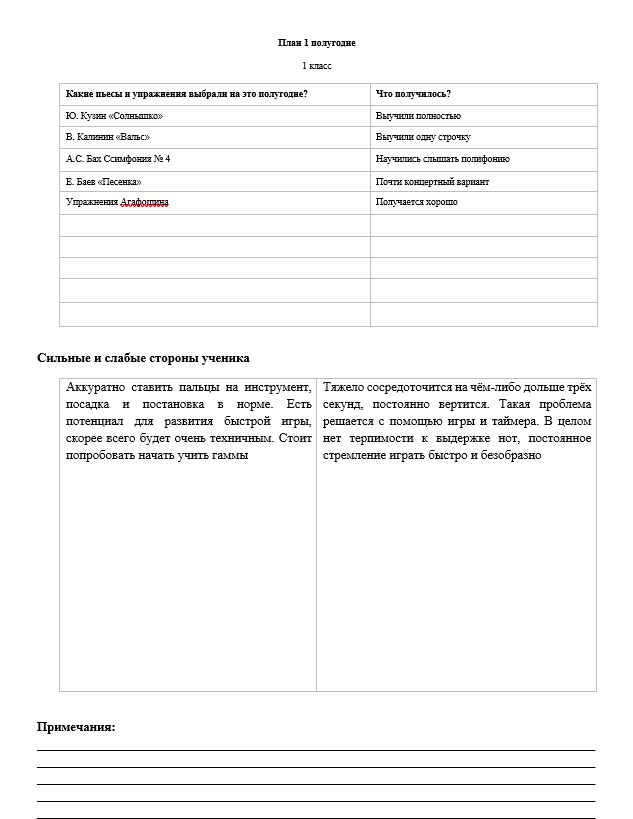 План 1 полугодие
1 класс
Какие пьесы и упражнения выбрали на это полугодие? Что получилось?
Ю. Кузин «Солнышко» Выучили полностью
В. Калинин «Вальс» Выучили одну строчку
А.С. Бах Ссимфония № 4 Научились слышать полифонию
Е. Баев «Песенка» Почти концертный вариант
Упражнения Агафошина Получается хорошо
Сильные и слабые стороны ученика
Аккуратно ставить пальцы на инструмент,
посадка и постановка в норме. Есть
потенциал для развития быстрой игры,
скорее всего будет очень техничным. Стоит
попробовать начать учить гаммы
Тяжело сосредоточится на чём-либо дольше трёх
секунд, постоянно вертится. Такая проблема
решается с помощью игры и таймера. В целом
нет терпимости к выдержке нот, постоянное
стремление играть быстро и безобразно
Примечания: